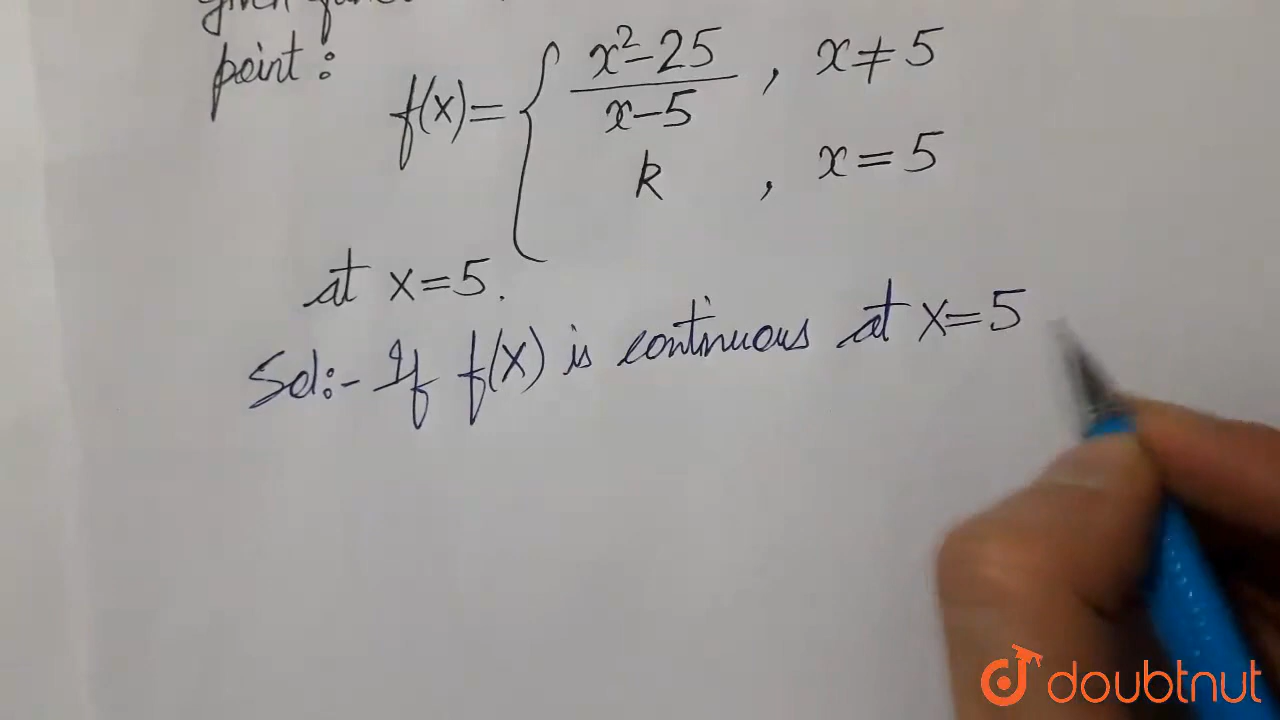 point :
f(x) = { x² - 25 / x - 5 , x ≠ 5
k , x = 5
at x = 5.
Sol:- If f(x) is continuous at x = 5
doubtnut